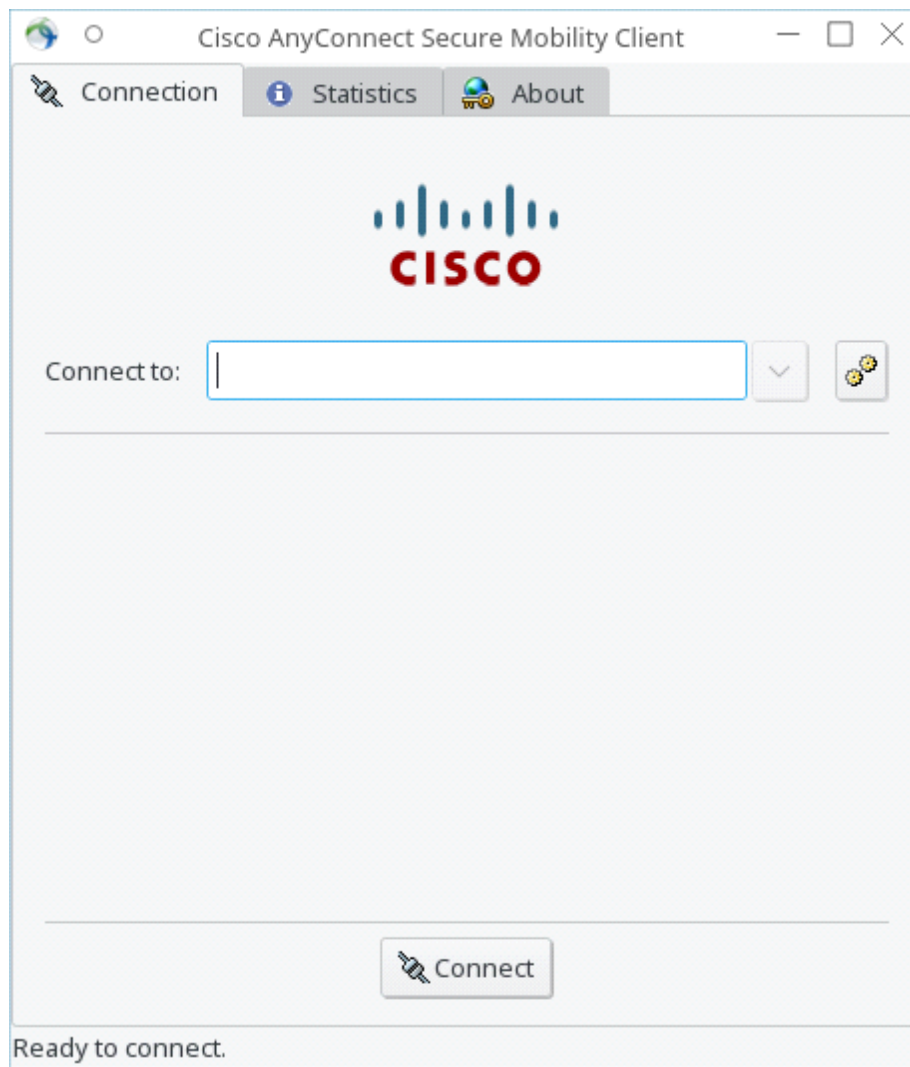 Cisco AnyConnect Secure Mobility Client
Connection Statistics About
CISCO
Connect to:
Connect
Ready to connect.